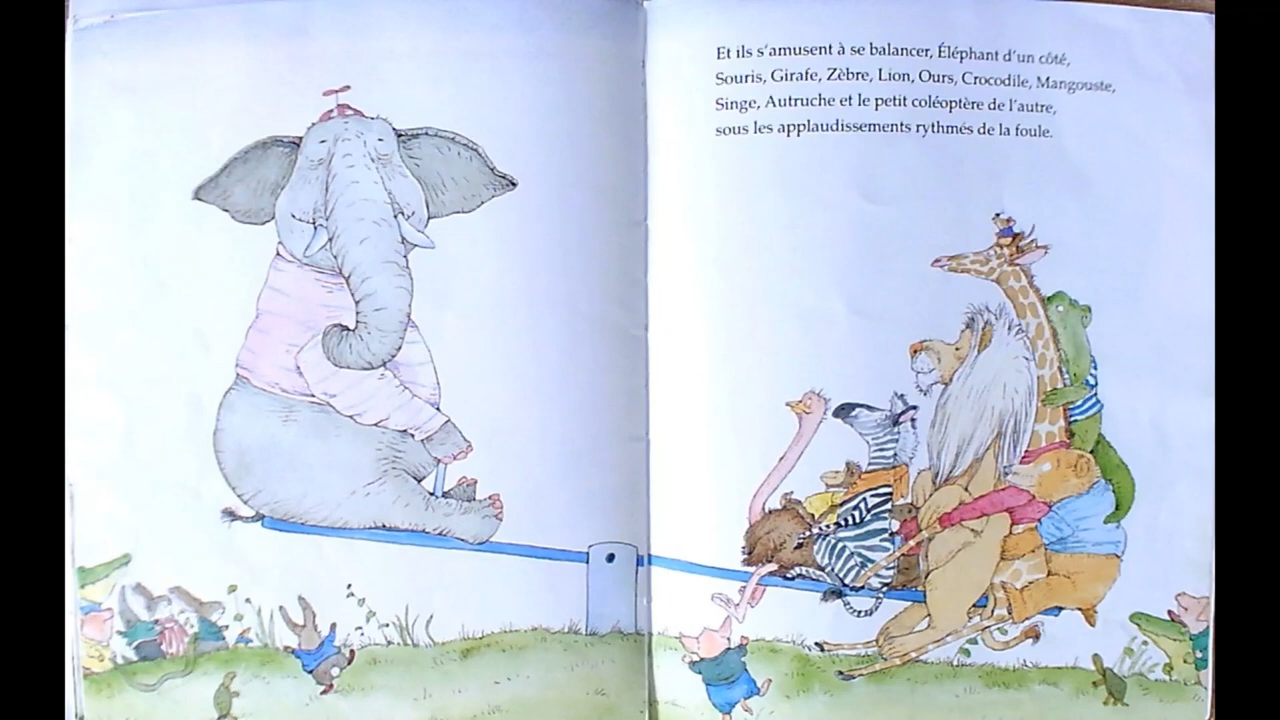 Et ils s'amusent à se balancer, Éléphant d'un côté,
Souris, Girafe, Zèbre, Lion, Ours, Crocodile, Mangouste,
Singe, Autruche et le petit coléoptère de l'autre,
sous les applaudissements rythmés de la foule.